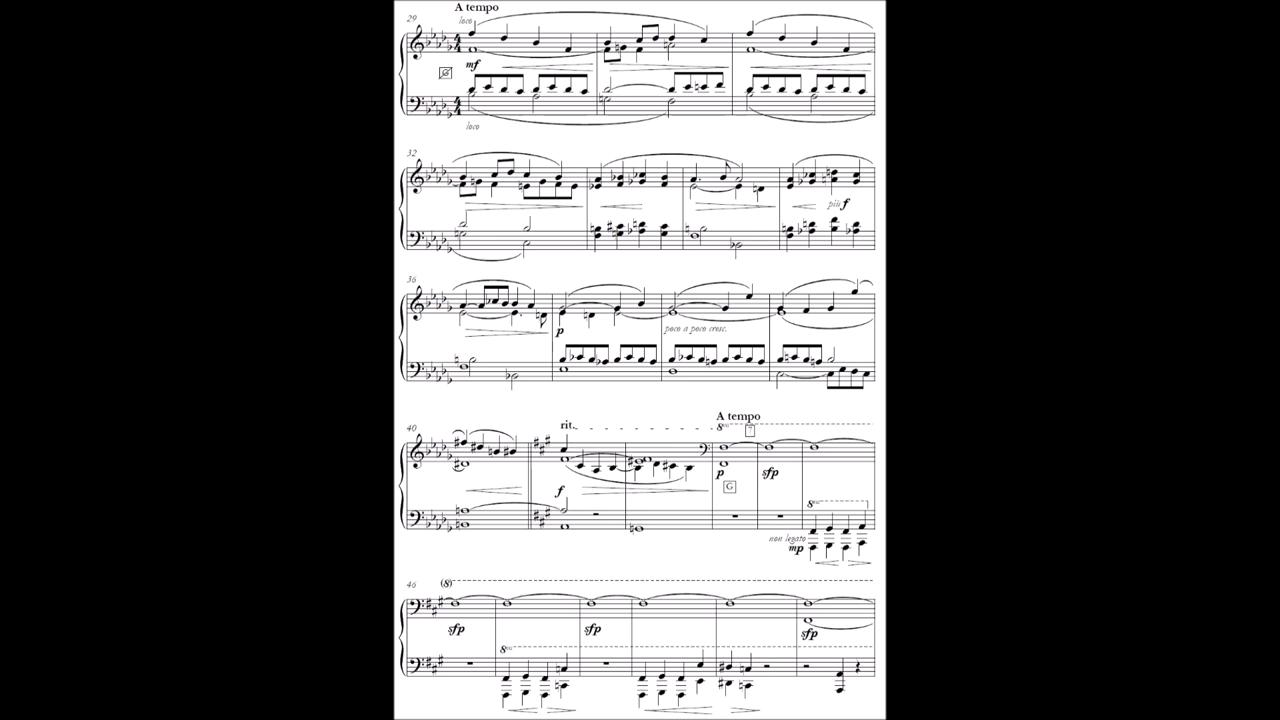 A tempo
29
loco
mf
loco
32
più f
36
p
poco a poco cresc.
40
rit.
A tempo
8va
7
f
p
sfp
G
8va
non legato
mp
46
(8)
sfp
sfp
sfp
8va